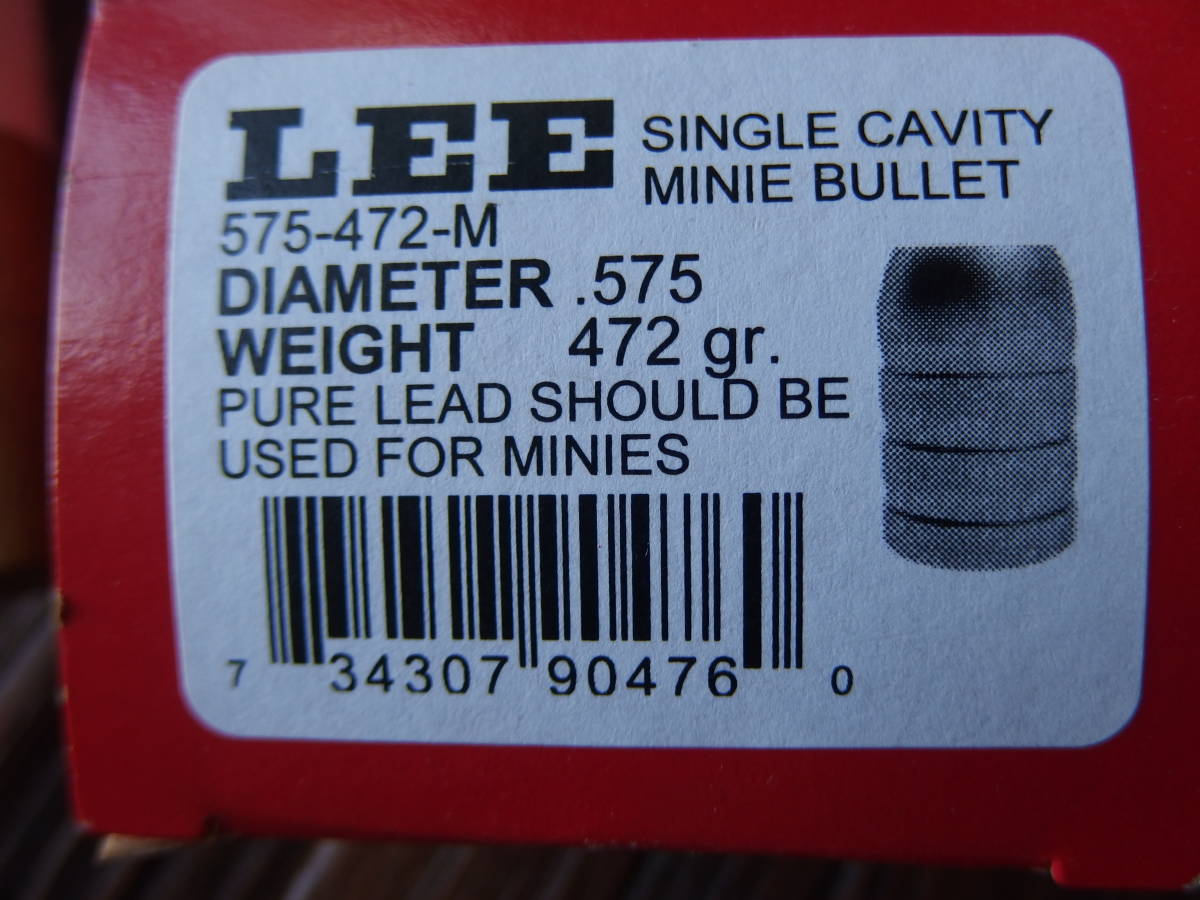 LEE
SINGLE CAVITY
MINIE BULLET
575-472-M
DIAMETER .575
WEIGHT 472 gr.
PURE LEAD SHOULD BE
USED FOR MINIES
7 34307 90476 0